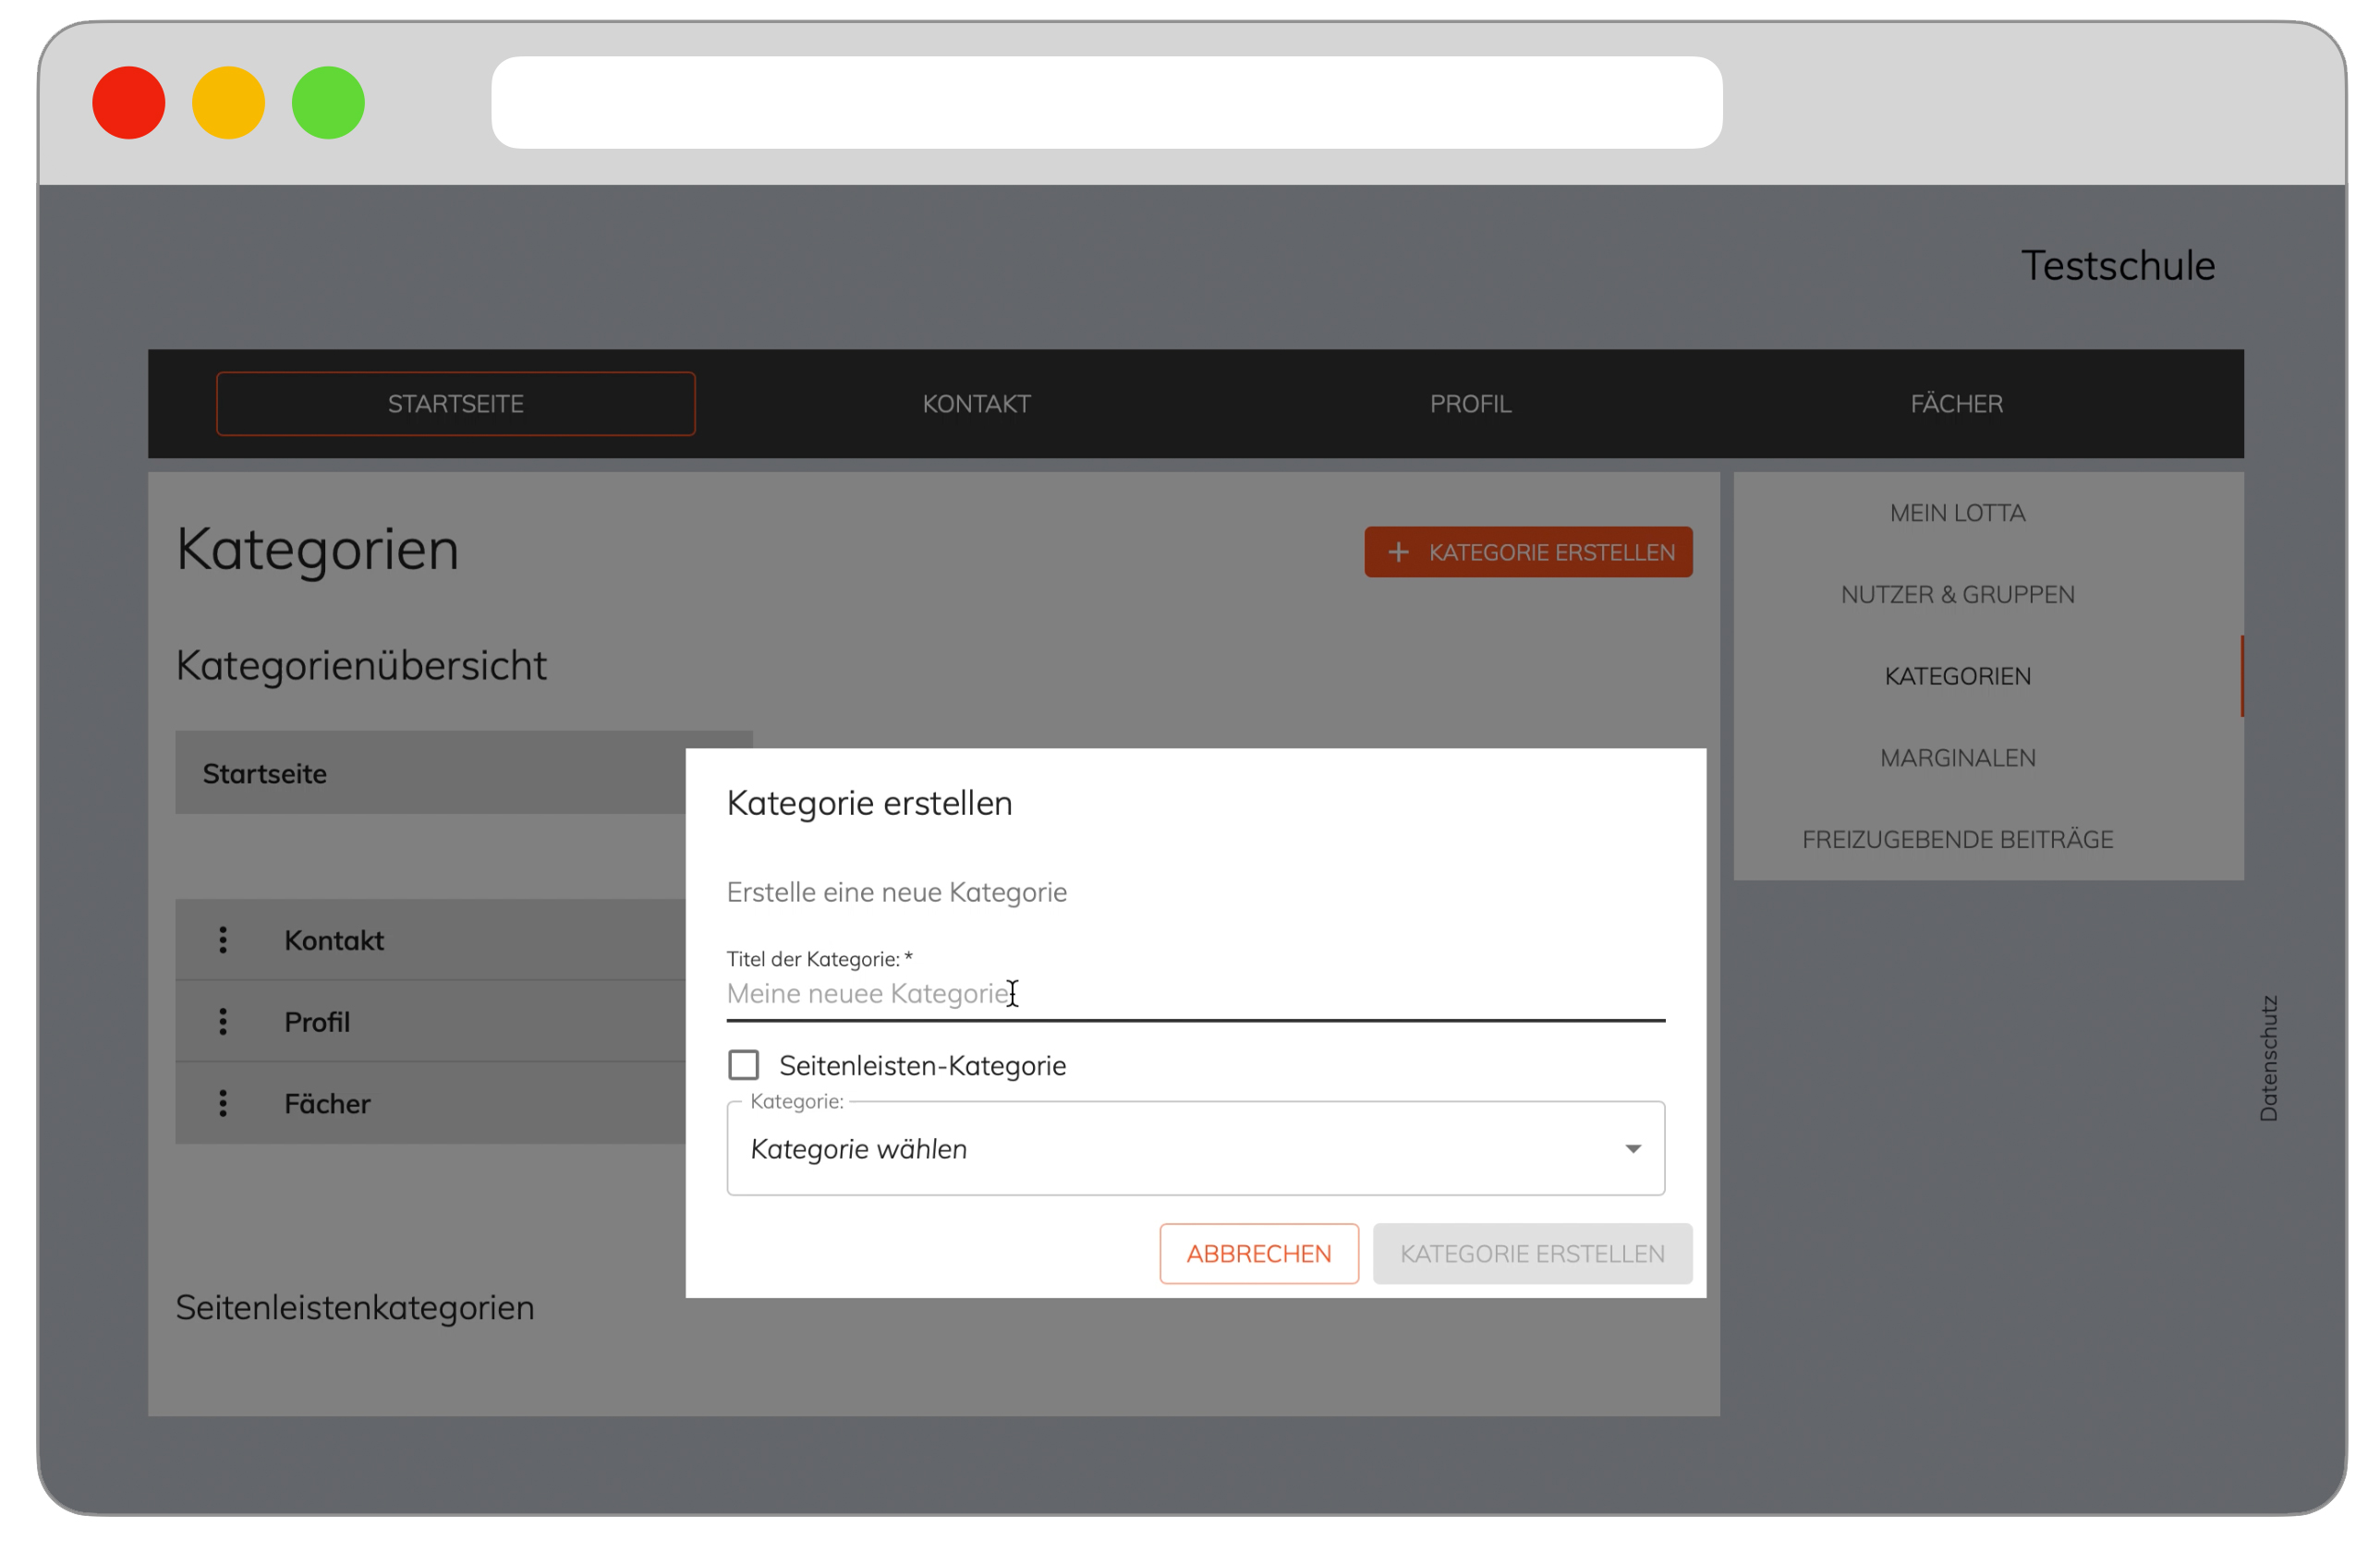 Testschule
STARTSEITE KONTAKT PROFIL FÄCHER
Kategorien
+ KATEGORIE ERSTELLEN
Kategorienübersicht
Startseite
Kontakt
Profil
Fächer
Seitenleistenkategorien
Kategorie erstellen
Erstelle eine neue Kategorie
Titel der Kategorie: *
Meine neuee Kategorie
Seitenleisten-Kategorie
Kategorie:
Kategorie wählen
ABBRECHEN KATEGORIE ERSTELLEN
MEIN LOTTA
NUTZER & GRUPPEN
KATEGORIEN
MARGINALEN
FREIZUGEBENDE BEITRÄGE
Datenschutz